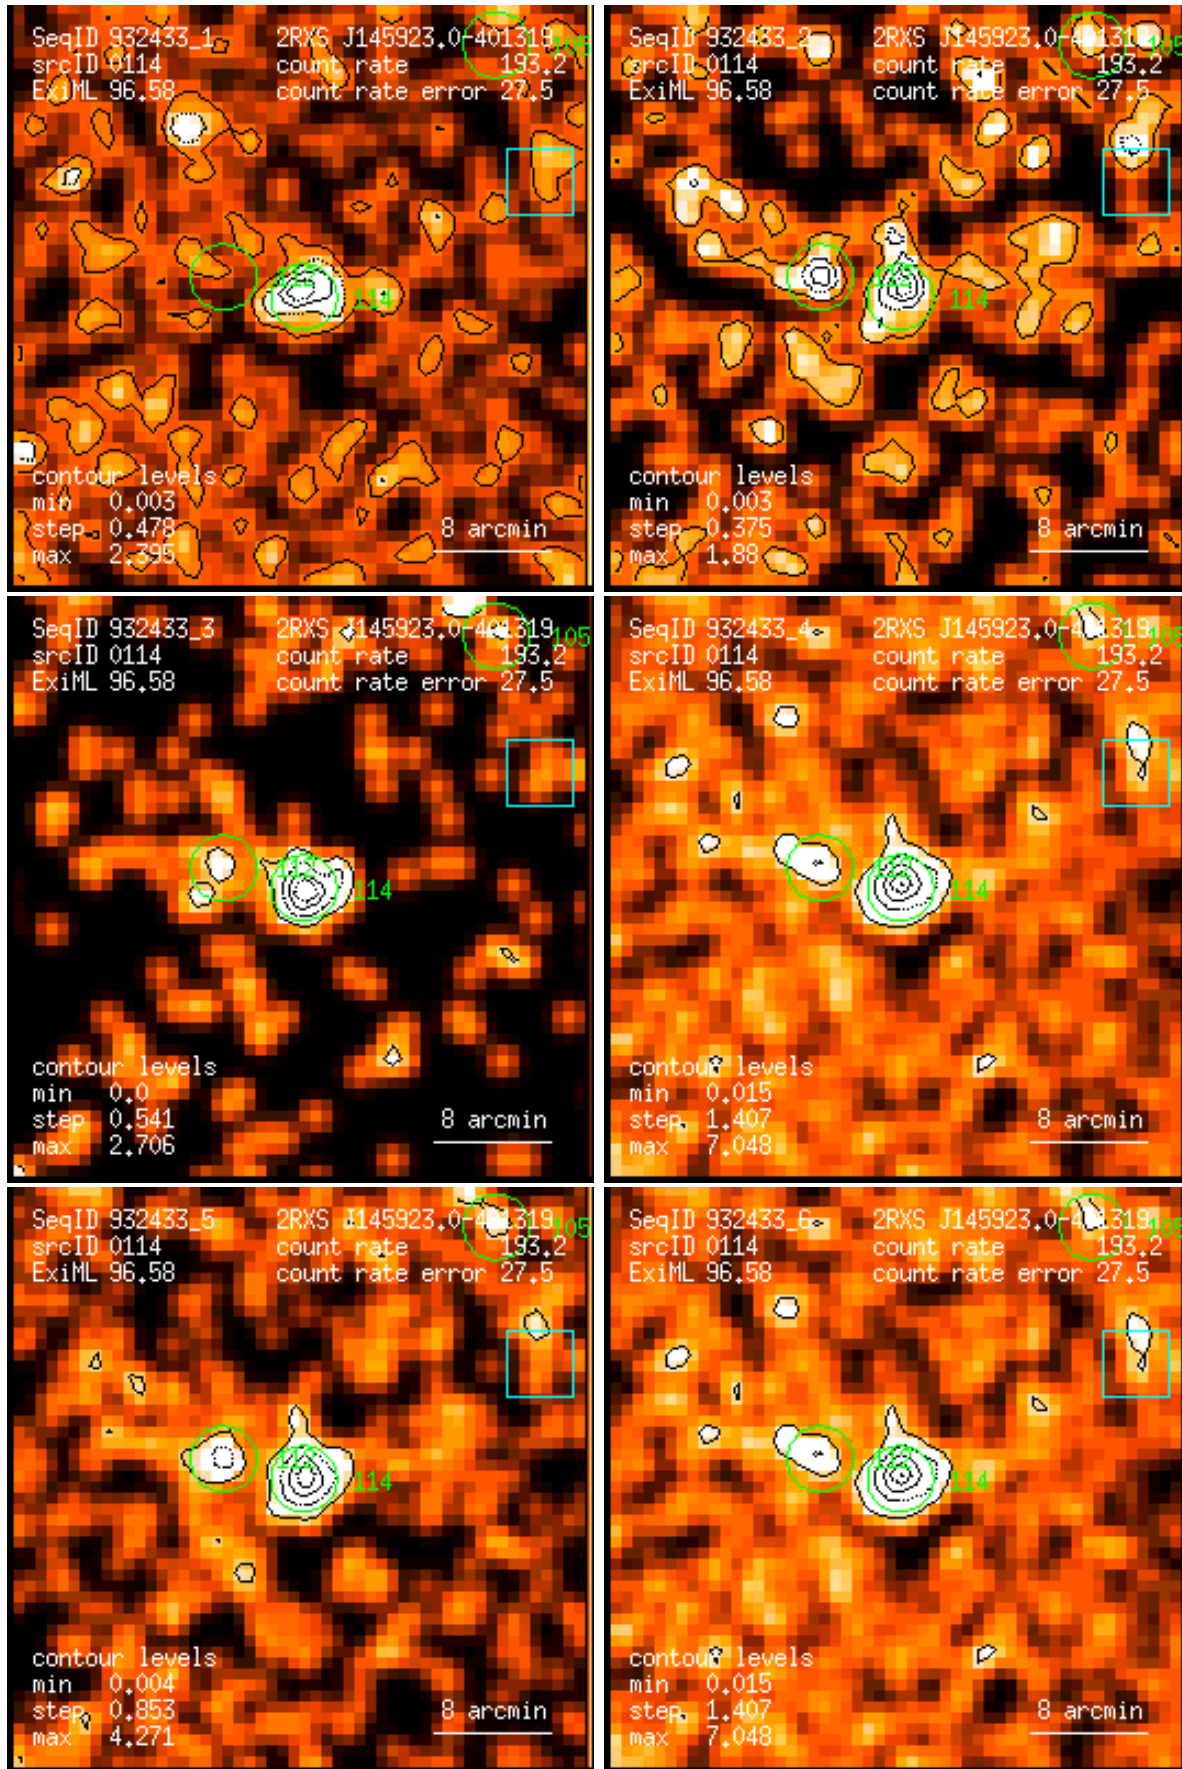 SeqID 932433_1 2RXS J145923.0-401319 105
srcID 0114 count rate 193.2
ExiML 96.58 count rate error 27.5
112
114
contour levels
min 0.003
step 0.478 8 arcmin
max 2.395
SeqID 932433_2 2RXS J145923.0-401319 105
srcID 0114 count rate 193.2
ExiML 96.58 count rate error 27.5
112
114
contour levels
min 0.003
step 0.375 8 arcmin
max 1.88
SeqID 932433_3 2RXS J145923.0-401319 105
srcID 0114 count rate 193.2
ExiML 96.58 count rate error 27.5
112
114
contour levels
min 0.0
step 0.541 8 arcmin
max 2.706
SeqID 932433_4 2RXS J145923.0-401319 105
srcID 0114 count rate 193.2
ExiML 96.58 count rate error 27.5
112
114
contour levels
min 0.015
step 1.407 8 arcmin
max 7.048
SeqID 932433_5 2RXS J145923.0-401319 105
srcID 0114 count rate 193.2
ExiML 96.58 count rate error 27.5
112
114
contour levels
min 0.004
step 0.853 8 arcmin
max 4.271
SeqID 932433_6 2RXS J145923.0-401319 105
srcID 0114 count rate 193.2
ExiML 96.58 count rate error 27.5
112
114
contour levels
min 0.015
step 1.407 8 arcmin
max 7.048